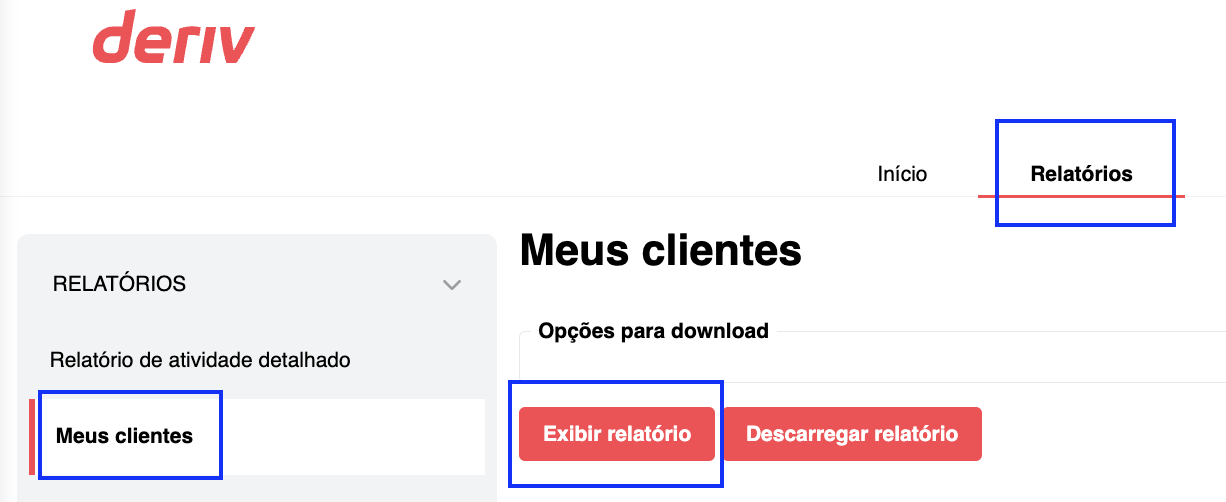 deriv
Início
Relatórios
RELATÓRIOS
Relatório de atividade detalhado
Meus clientes
Meus clientes
Opções para download
Exibir relatório
Descarregar relatório